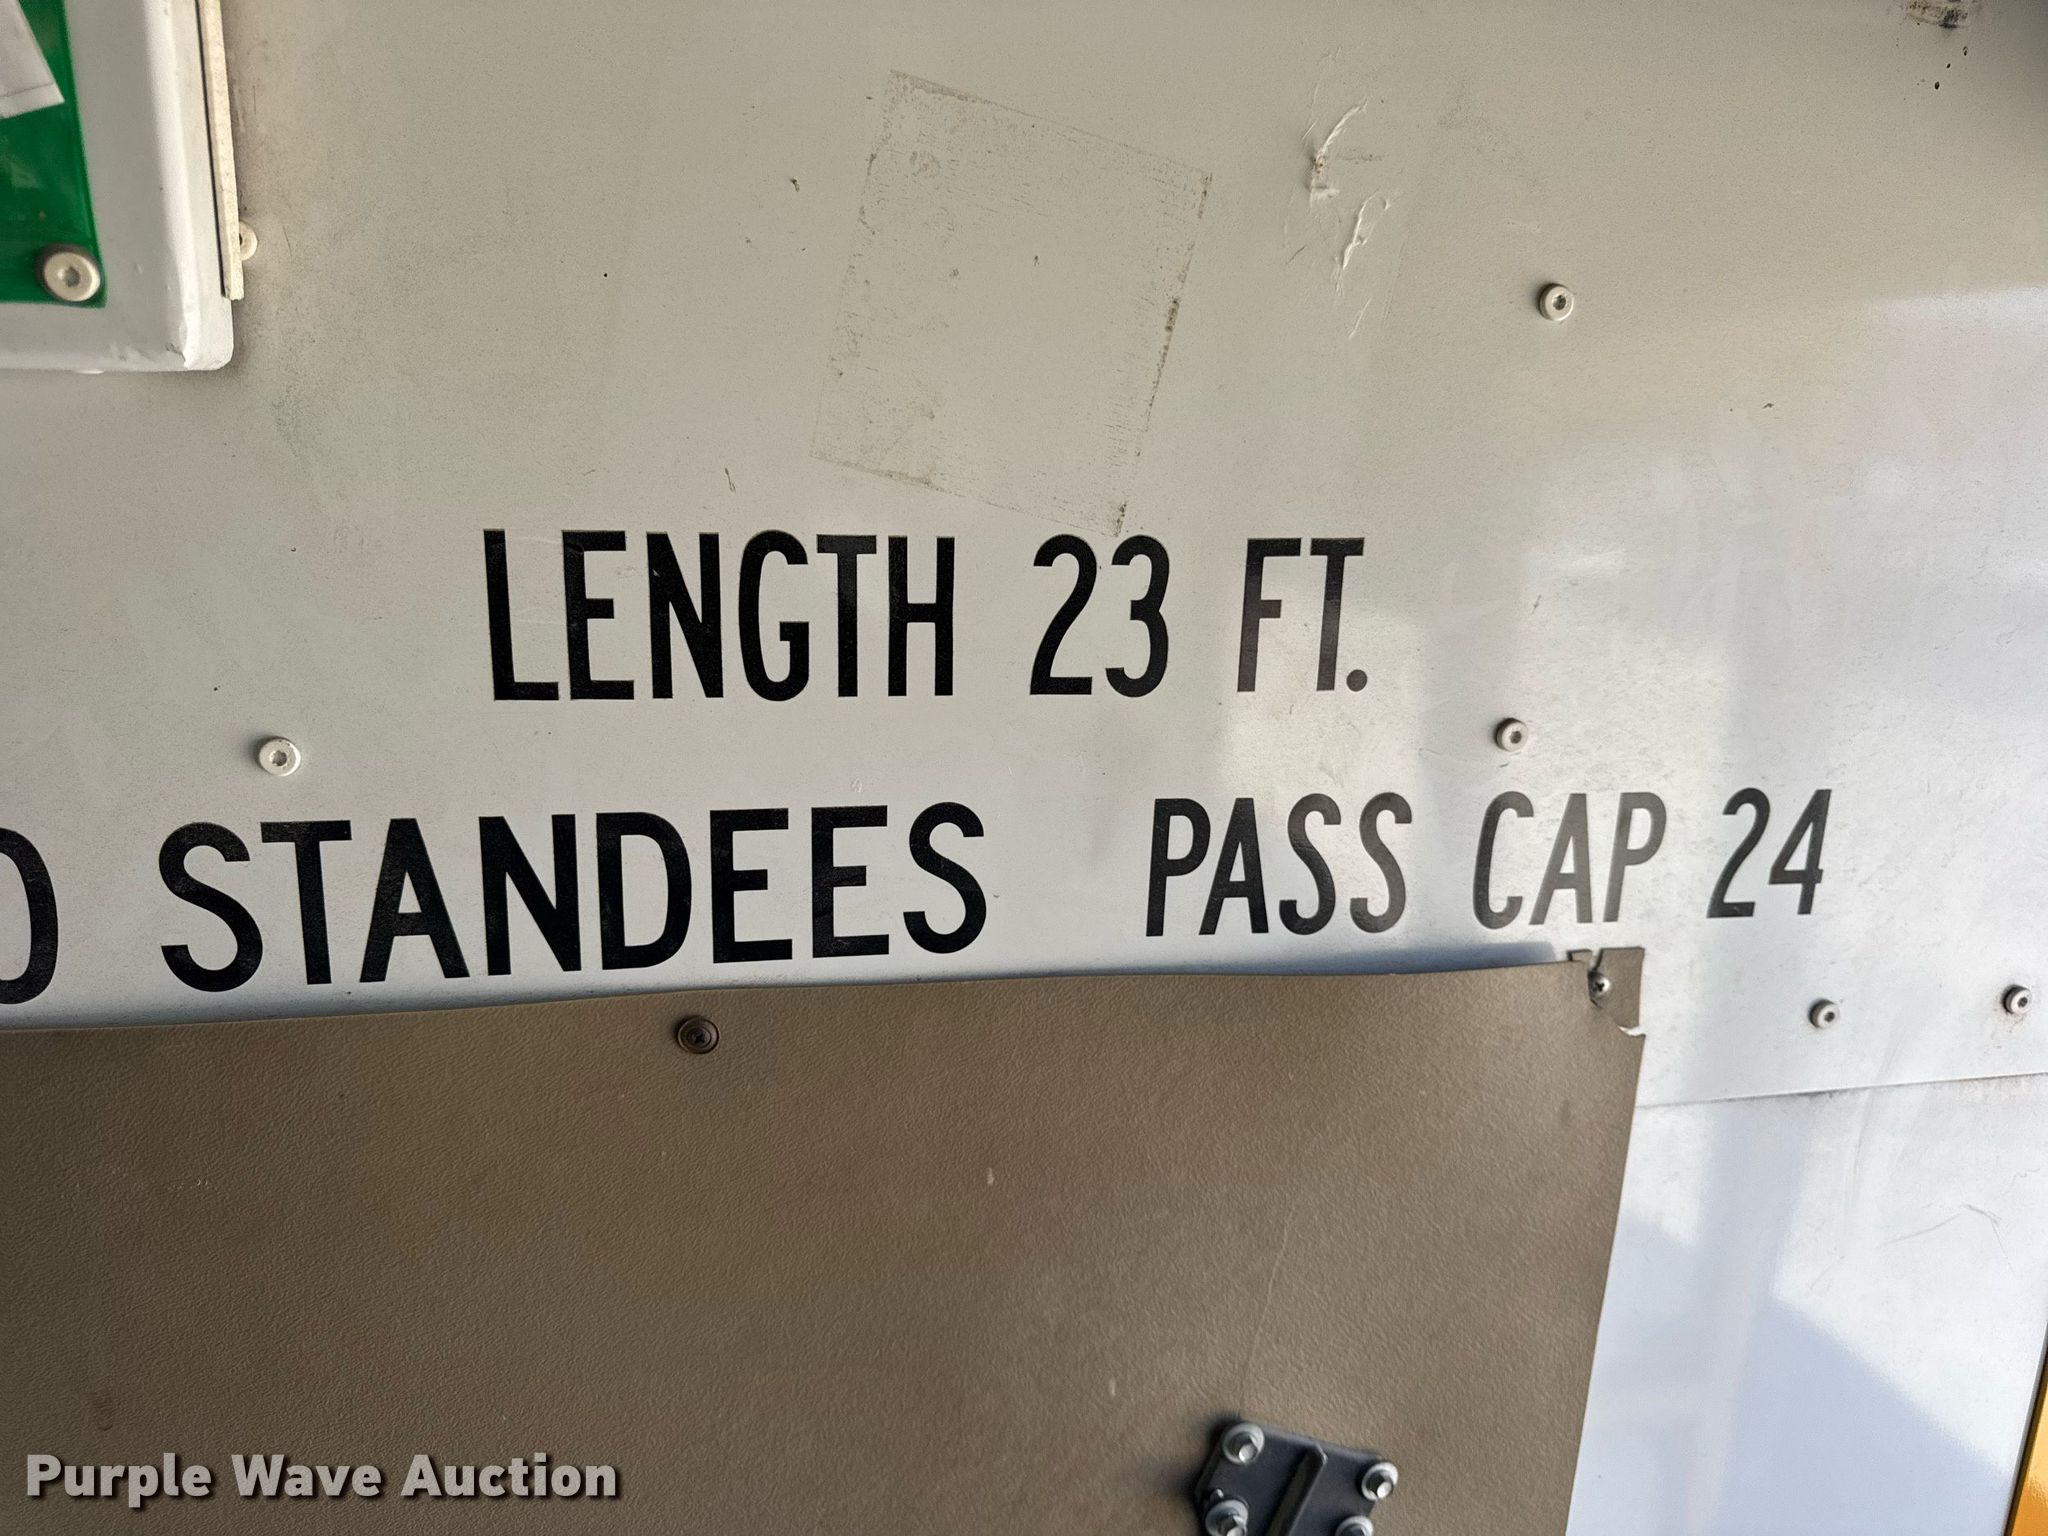 LENGTH 23 FT.
STANDEES PASS CAP 24
Purple Wave Auction